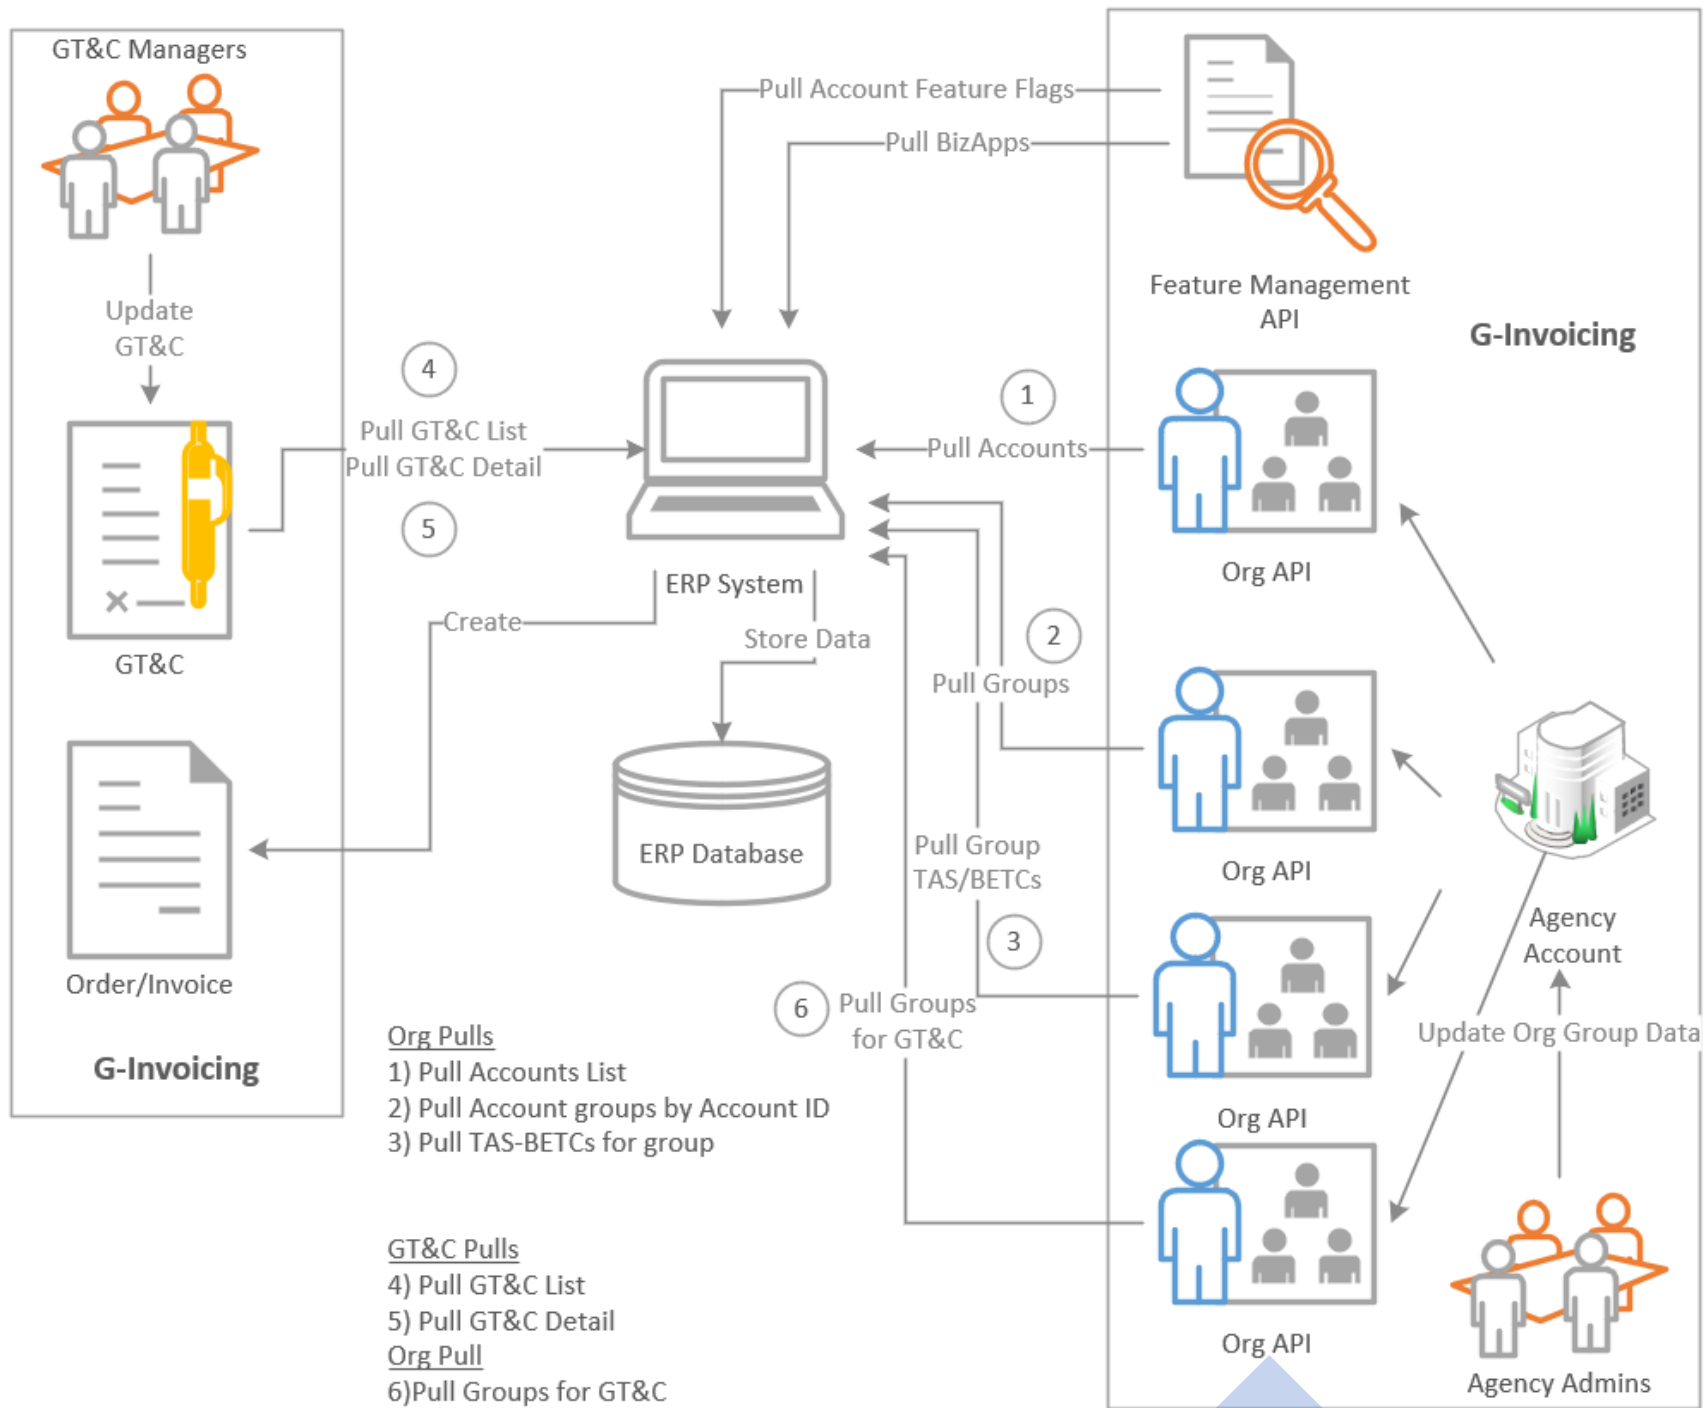 GT&C Managers
Update
GT&C
GT&C
Order/Invoice
G-Invoicing
4
Pull GT&C List
Pull GT&C Detail
5
Create
Pull Account Feature Flags
Pull BizApps
ERP System
Store Data
ERP Database
1
Pull Accounts
2
Pull Groups
Pull Group
TAS/BETCs
3
6
Pull Groups
for GT&C
Feature Management
API
G-Invoicing
Org API
Org API
Org API
Org API
Agency
Account
Update Org Group Data
Agency Admins
Org Pulls
1) Pull Accounts List
2) Pull Account groups by Account ID
3) Pull TAS-BETCs for group
GT&C Pulls
4) Pull GT&C List
5) Pull GT&C Detail
Org Pull
6)Pull Groups for GT&C